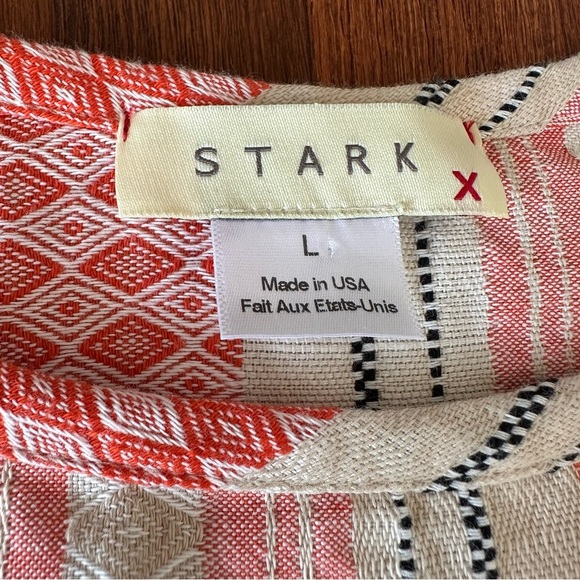 STARK
X
L
Made in USA
Fait Aux Etats-Unis